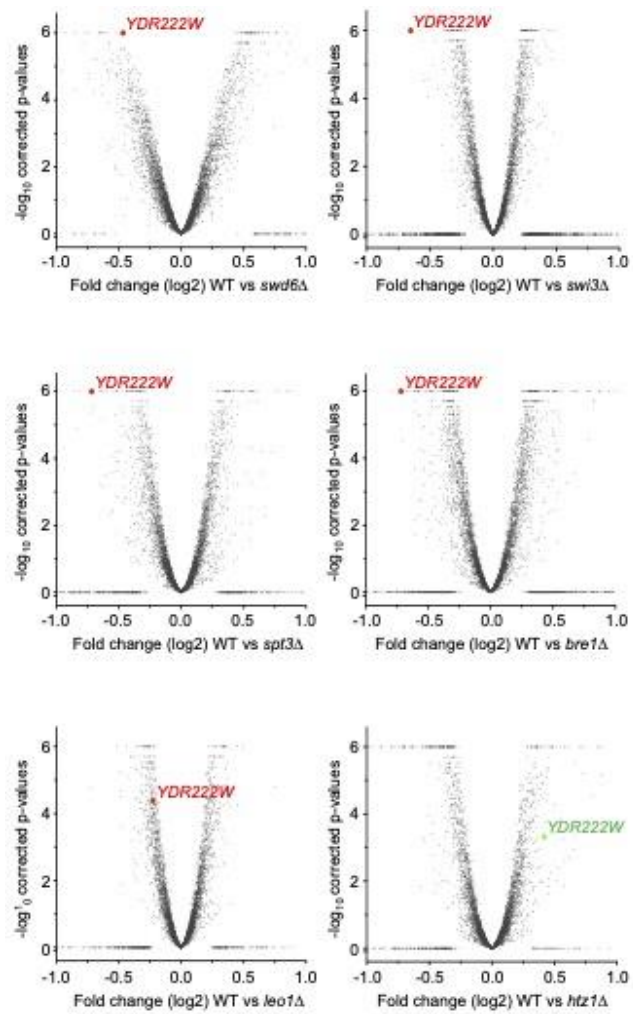 YDR222W
6
4
2
0
-log10 corrected p-values
-1.0 -0.5 0.0 0.5 1.0
Fold change (log2) WT vs swd6Δ
YDR222W
6
4
2
0
-log10 corrected p-values
-1.0 -0.5 0.0 0.5 1.0
Fold change (log2) WT vs swi3Δ
YDR222W
6
4
2
0
-log10 corrected p-values
-1.0 -0.5 0.0 0.5 1.0
Fold change (log2) WT vs spt3Δ
YDR222W
6
4
2
0
-log10 corrected p-values
-1.0 -0.5 0.0 0.5 1.0
Fold change (log2) WT vs bre1Δ
6
YDR222W
4
2
0
-log10 corrected p-values
-1.0 -0.5 0.0 0.5 1.0
Fold change (log2) WT vs leo1Δ
6
4
YDR222W
2
0
-log10 corrected p-values
-1.0 -0.5 0.0 0.5 1.0
Fold change (log2) WT vs htz1Δ